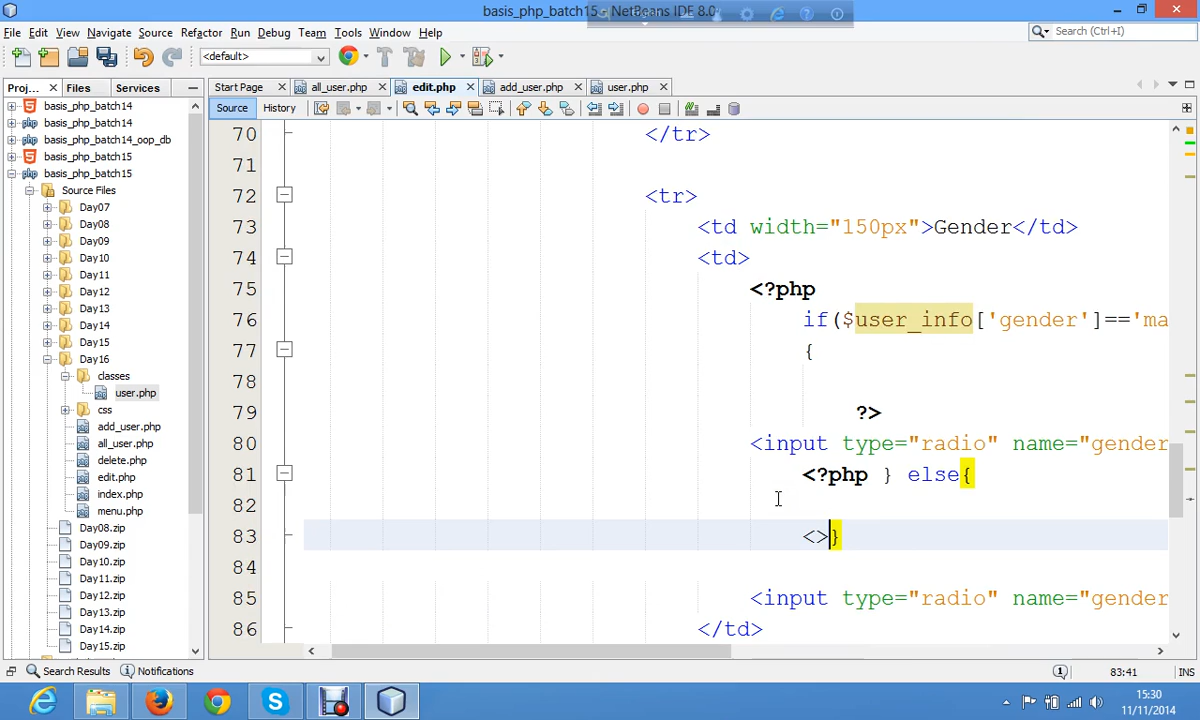 basis_php_batch15 - NetBeans IDE 8.0
File Edit View Navigate Source Refactor Run Debug Team Tools Window Help
Search (Ctrl+I)
<default>
Proj... Files Services
Start Page all_user.php edit.php add_user.php user.php
Source History
basis_php_batch14
basis_php_batch14
basis_php_batch14_oop_db
basis_php_batch15
basis_php_batch15
Source Files
Day07
Day08
Day09
Day10
Day11
Day12
Day13
Day14
Day15
Day16
classes
user.php
css
add_user.php
all_user.php
delete.php
edit.php
index.php
menu.php
Day08.zip
Day09.zip
Day10.zip
Day11.zip
Day12.zip
Day13.zip
Day14.zip
Day15.zip
70 </tr>
71
72 <tr>
73 <td width="150px">Gender</td>
74 <td>
75 <?php
76 if($user_info['gender']=='ma
77 {
78
79 ?>
80 <input type="radio" name="gender
81 <?php } else{
82
83 <>}
84
85 <input type="radio" name="gender
86 </td>
Search Results Notifications
83:41 INS
15:30
11/11/2014